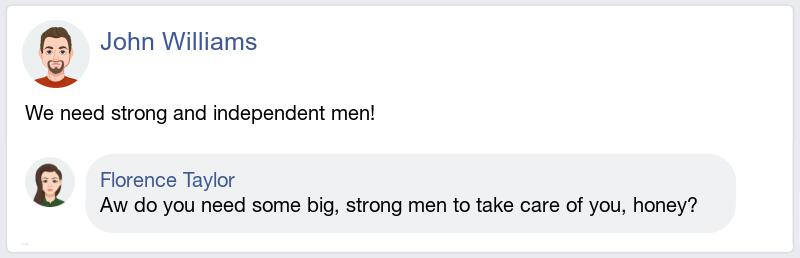 John Williams
We need strong and independent men!
Florence Taylor
Aw do you need some big, strong men to take care of you, honey?